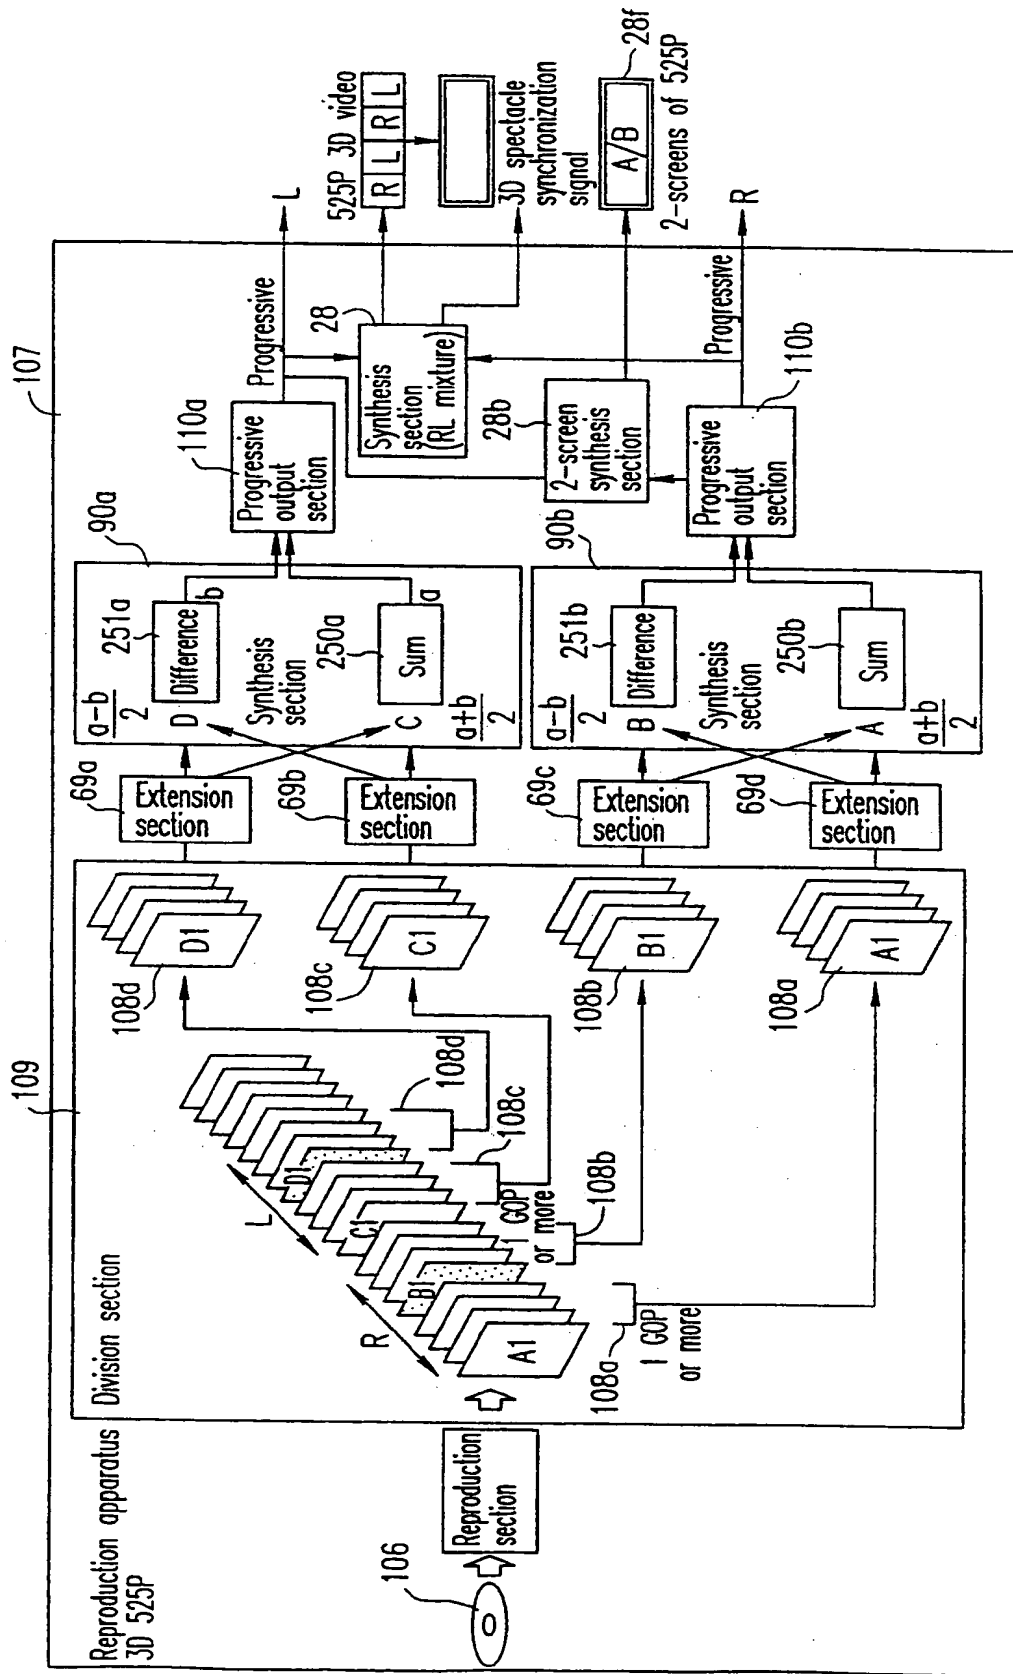 Reproduction apparatus
3D 525P
107
109
Division section
106
Reproduction
section
A1
B1
C1
D1
R
L
108a
1 GOP
or more
108b
1 GOP
or more
108c
108d
108d
D1
108c
C1
108b
B1
108a
A1
69a
Extension
section
69b
Extension
section
69c
Extension
section
69d
Extension
section
90a
a-b
2
D
251a
Difference
b
Synthesis
section
250a
Sum
a
C
a+b
2
90b
a-b
2
B
251b
Difference
Synthesis
section
250b
Sum
A
a+b
2
110a
Progressive
output
section
Progressive
L
28
Synthesis
section
(RL mixture)
28b
2-screen
synthesis
section
Progressive
output
section
110b
Progressive
R
525P 3D video
R L R L
3D spectacle
synchronization
signal
A/B
28f
2-screens of 525P